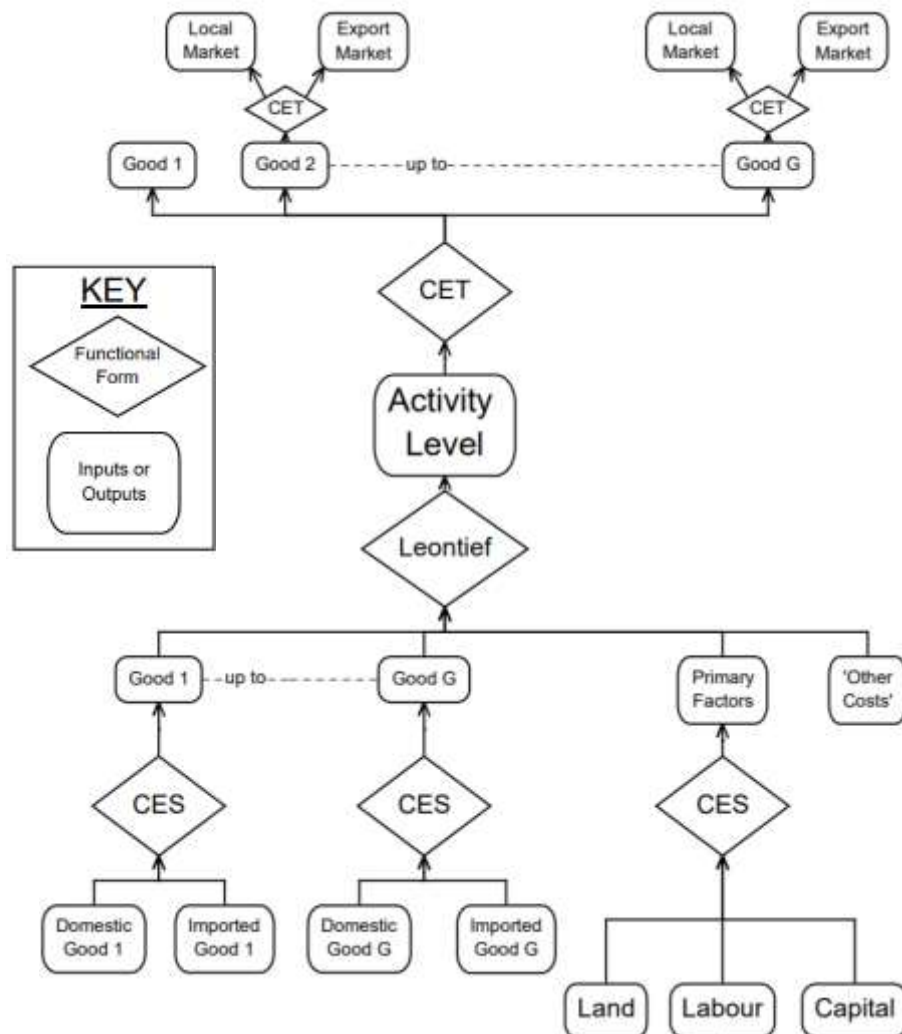 Local
Market
Export
Market
Local
Market
Export
Market
CET
CET
Good 1
Good 2
up to
Good G
CET
KEY
Functional
Form
Inputs or
Outputs
Activity
Level
Leontief
Good 1
up to
Good G
Primary
Factors
'Other
Costs'
CES
CES
CES
Domestic
Good 1
Imported
Good 1
Domestic
Good G
Imported
Good G
Land
Labour
Capital